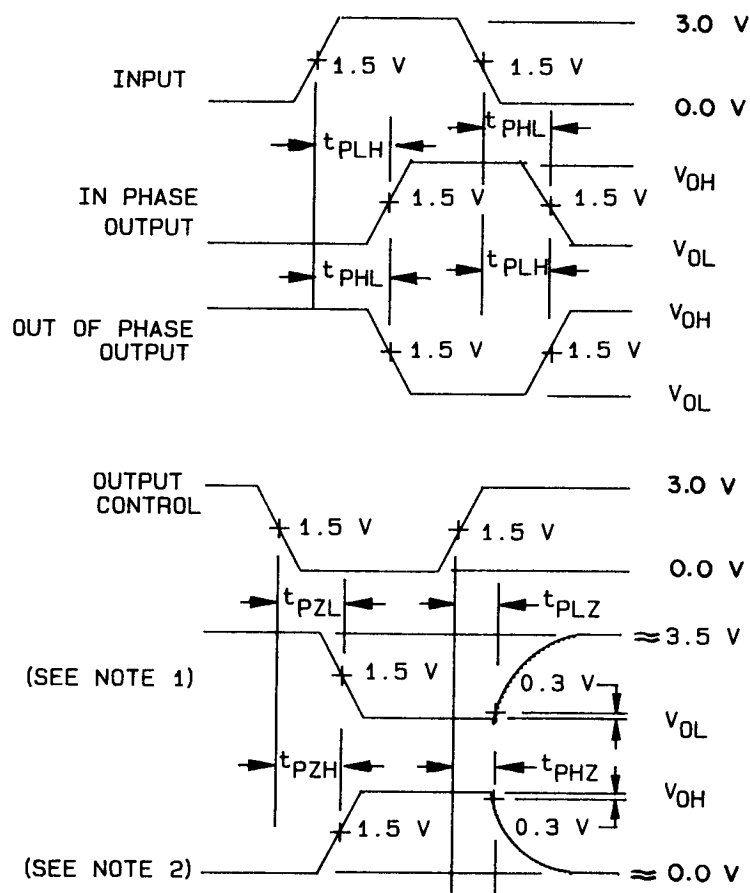 3.0 V
1.5 V
1.5 V
INPUT
0.0 V
tPHL
tPLH
VOH
IN PHASE
OUTPUT
1.5 V
1.5 V
VOL
tPHL
tPLH
VOH
OUT OF PHASE
OUTPUT
1.5 V
1.5 V
VOL
OUTPUT
CONTROL
3.0 V
1.5 V
1.5 V
0.0 V
tPZL
tPLZ
≈ 3.5 V
(SEE NOTE 1)
1.5 V
0.3 V
VOL
tPZH
tPHZ
VOH
1.5 V
0.3 V
(SEE NOTE 2)
≈ 0.0 V